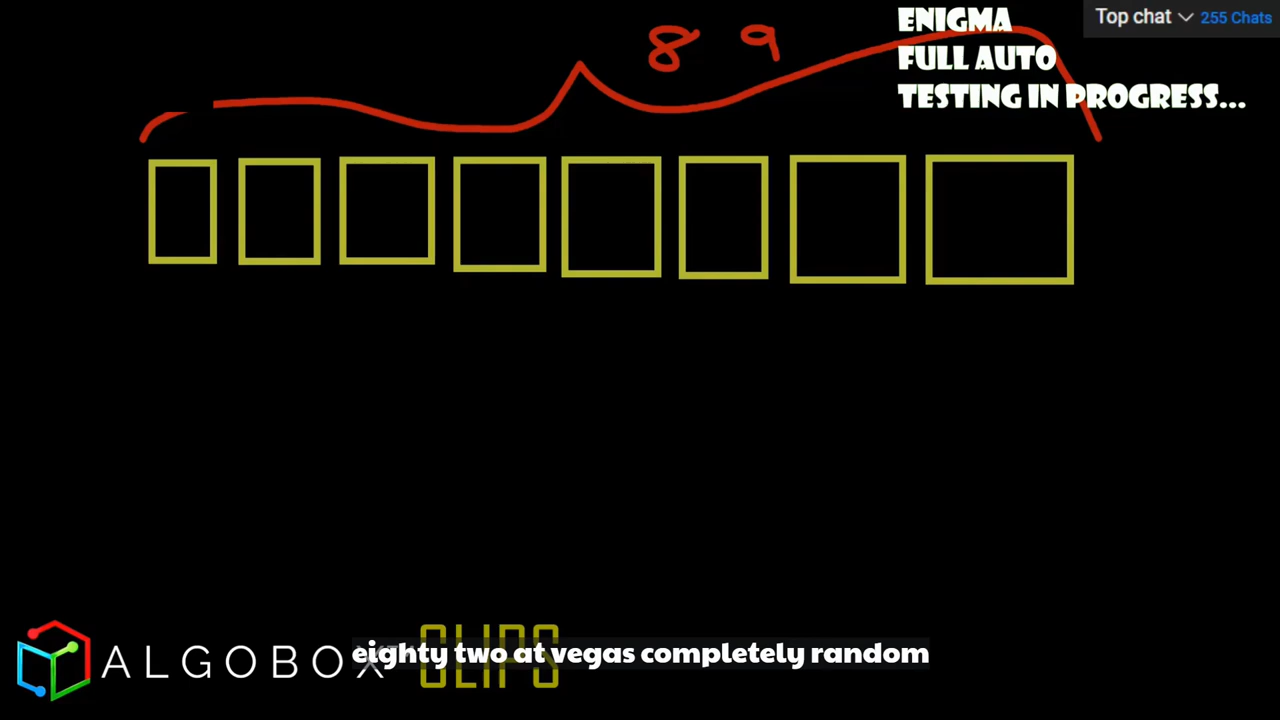 Top chat 255 Chats
ENIGMA
FULL AUTO
TESTING IN PROGRESS...
8 9
ALGOBOX CLIPS
eighty two at vegas completely random